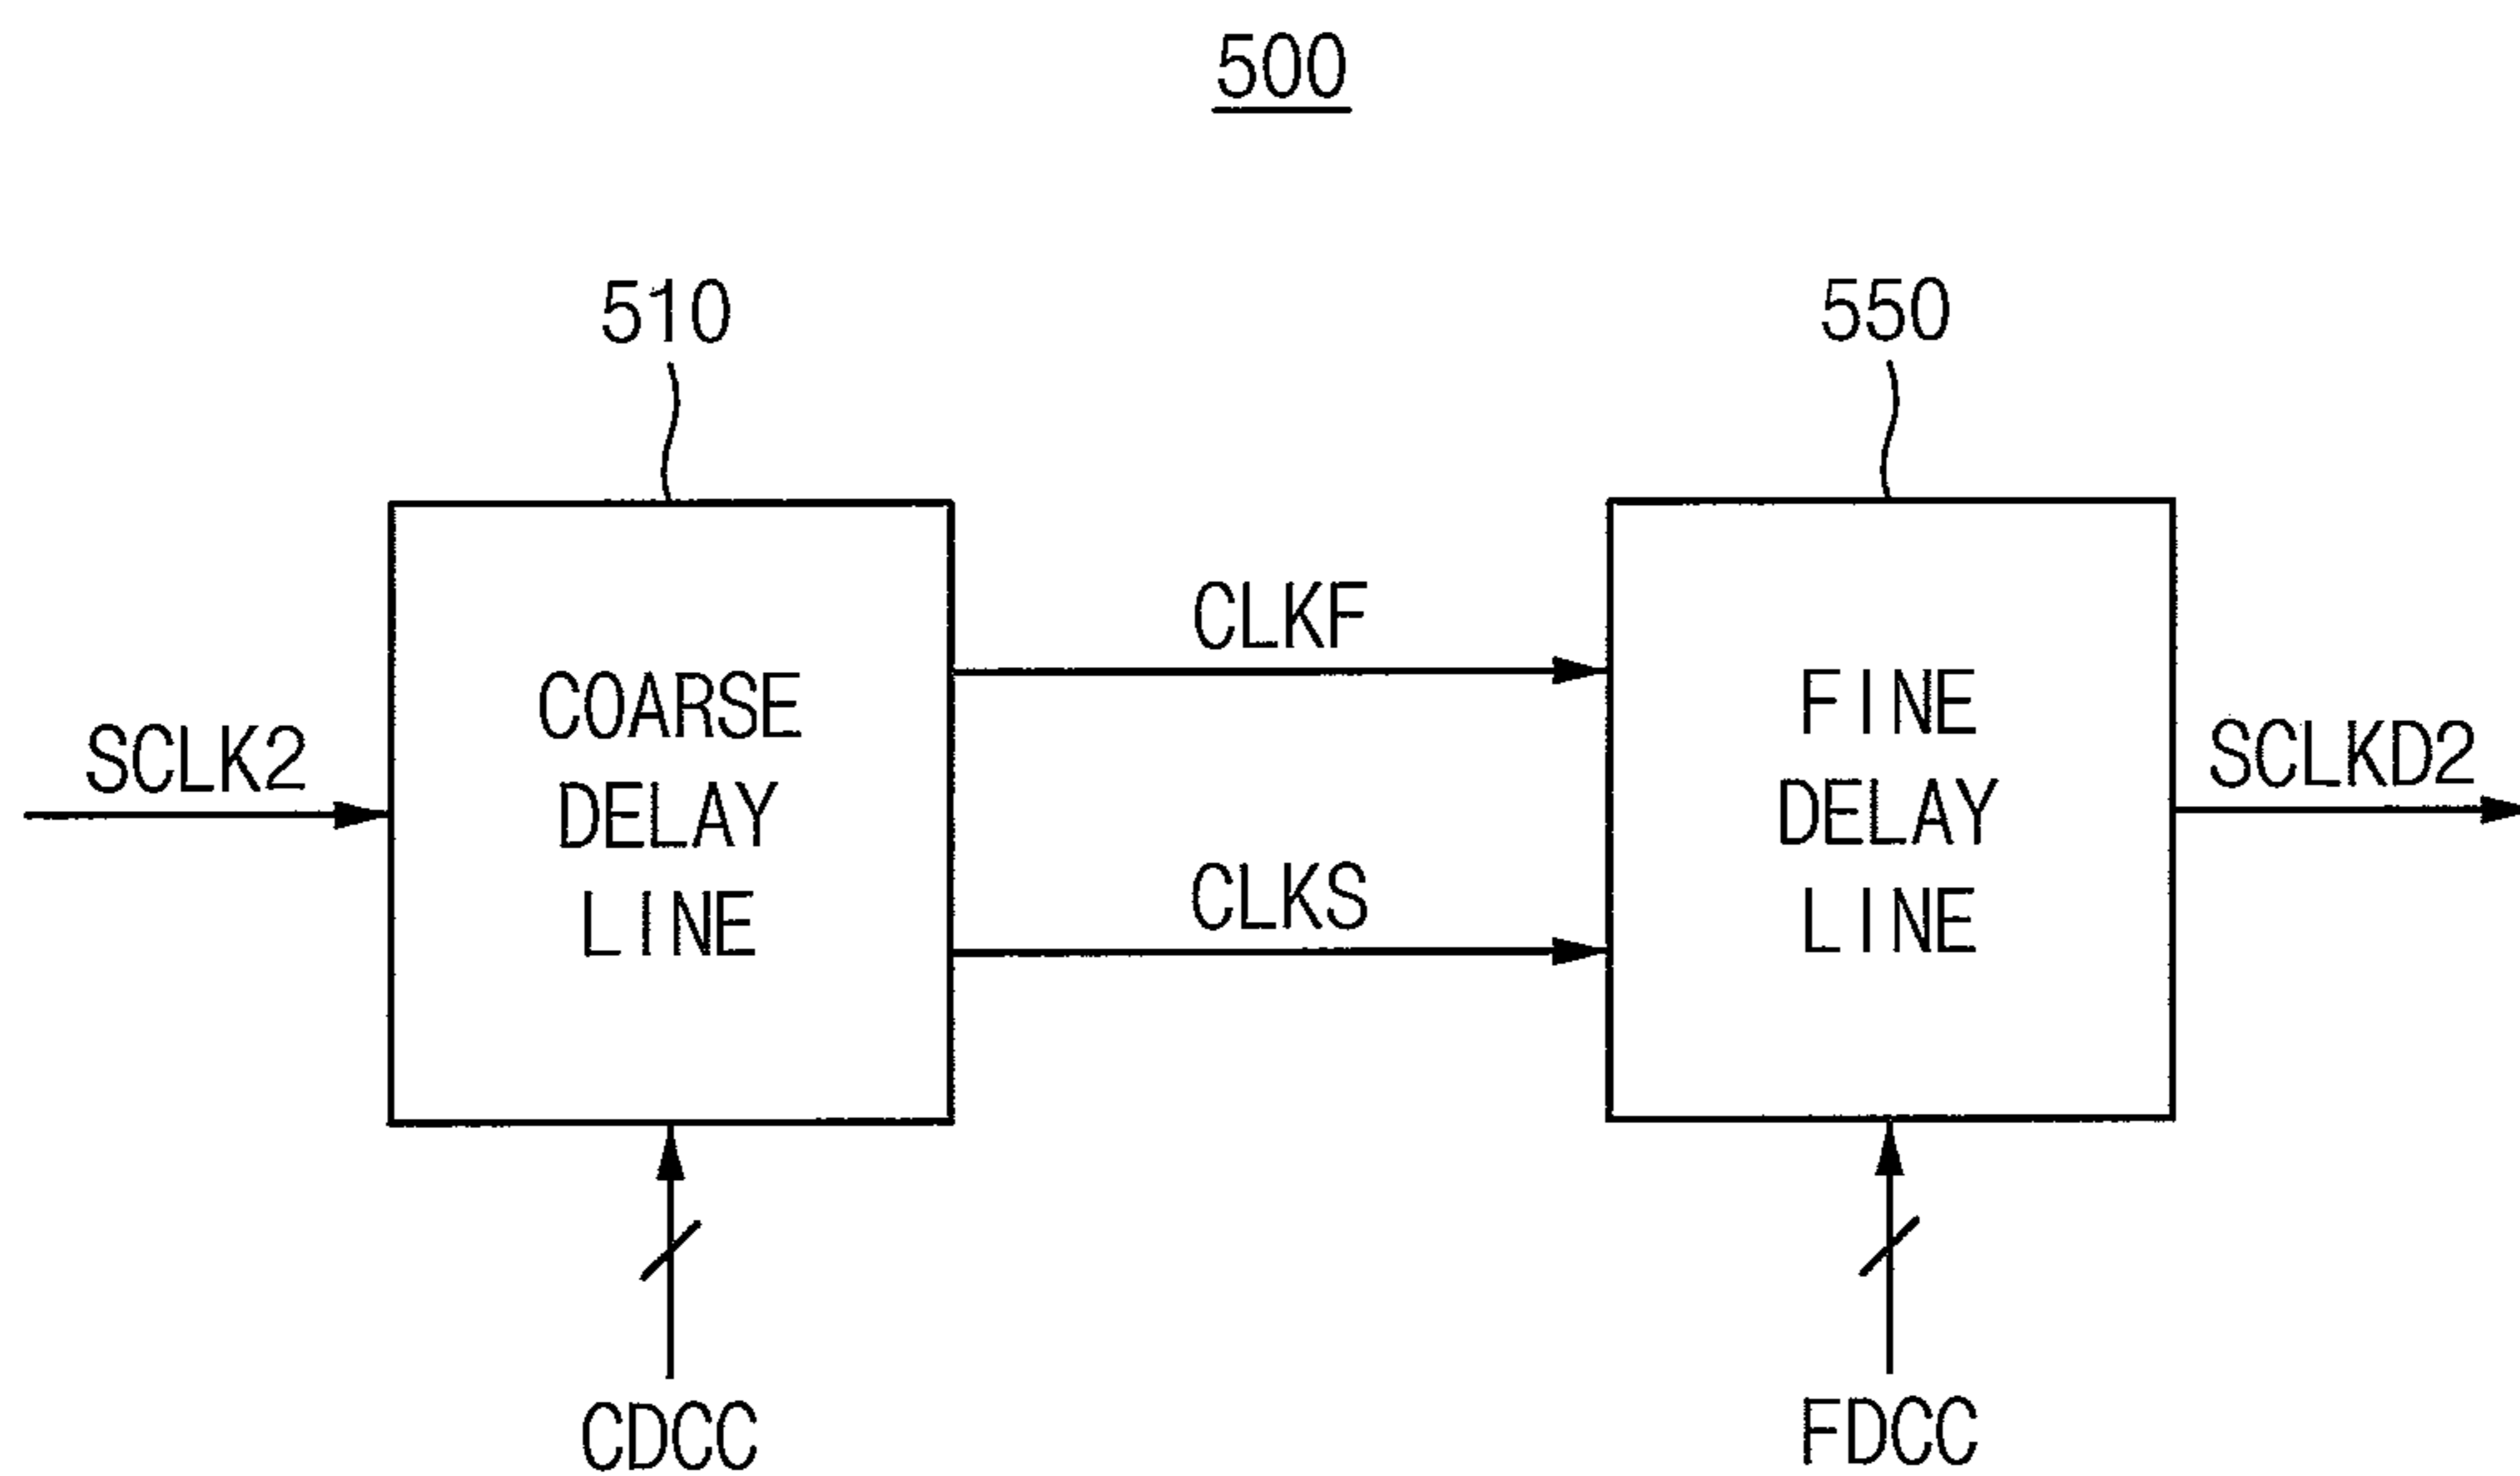 500
510
550
CLKF
COARSE
DELAY
LINE
FINE
DELAY
LINE
SCLK2
SCLKD2
CLKS
CDCC
FDCC